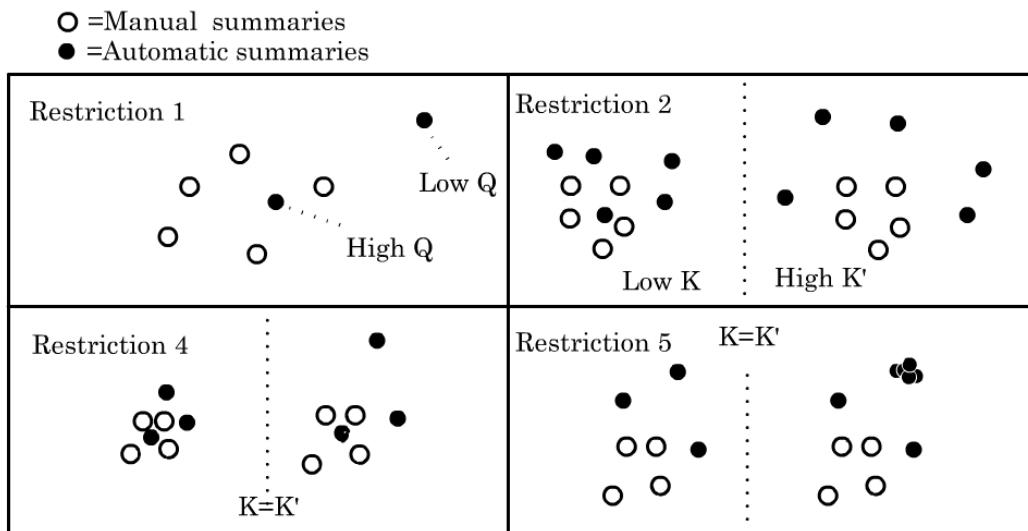 =Manual summaries
=Automatic summaries
Restriction 1
Low Q
High Q
Restriction 2
Low K
High K'
Restriction 4
K=K'
Restriction 5
K=K'